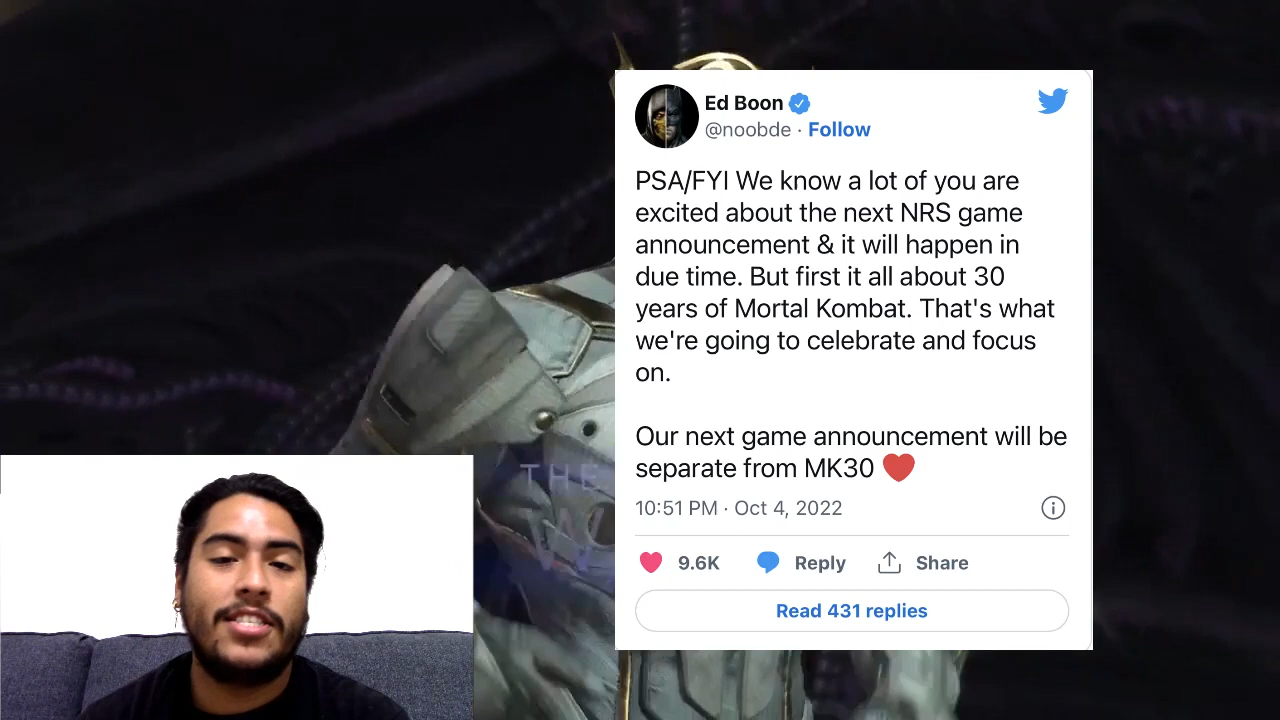 Ed Boon
@noobde · Follow
PSA/FYI We know a lot of you are
excited about the next NRS game
announcement & it will happen in
due time. But first it all about 30
years of Mortal Kombat. That's what
we're going to celebrate and focus
on.
Our next game announcement will be
separate from MK30 ❤️
10:51 PM · Oct 4, 2022
9.6K Reply Share
Read 431 replies
THE